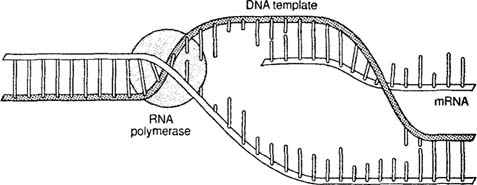 DNA template
mRNA
RNA
polymerase